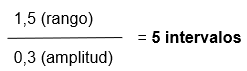 1,5 (rango)
0,3 (amplitud)
= 5 intervalos